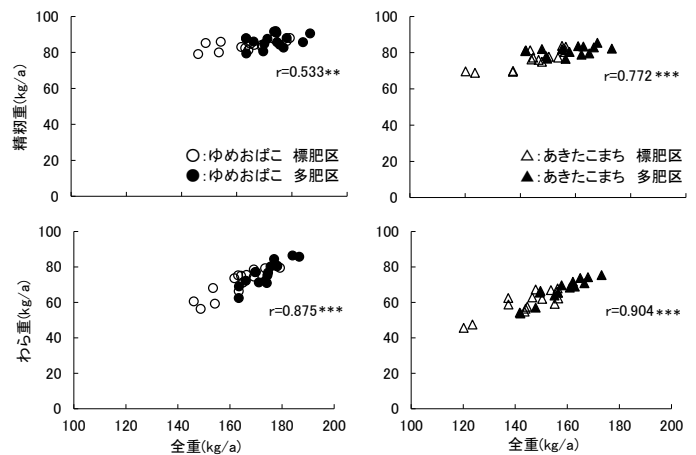 精籾重(kg/a)
100
80
60
40
20
0
r=0.533**
○:ゆめおばこ 標肥区
●:ゆめおばこ 多肥区
100
80
60
40
20
0
r=0.772***
△:あきたこまち 標肥区
▲:あきたこまち 多肥区
わら重(kg/a)
100
80
60
40
20
0
r=0.875***
100 120 140 160 180 200
全重(kg/a)
100
80
60
40
20
0
r=0.904***
100 120 140 160 180 200
全重(kg/a)